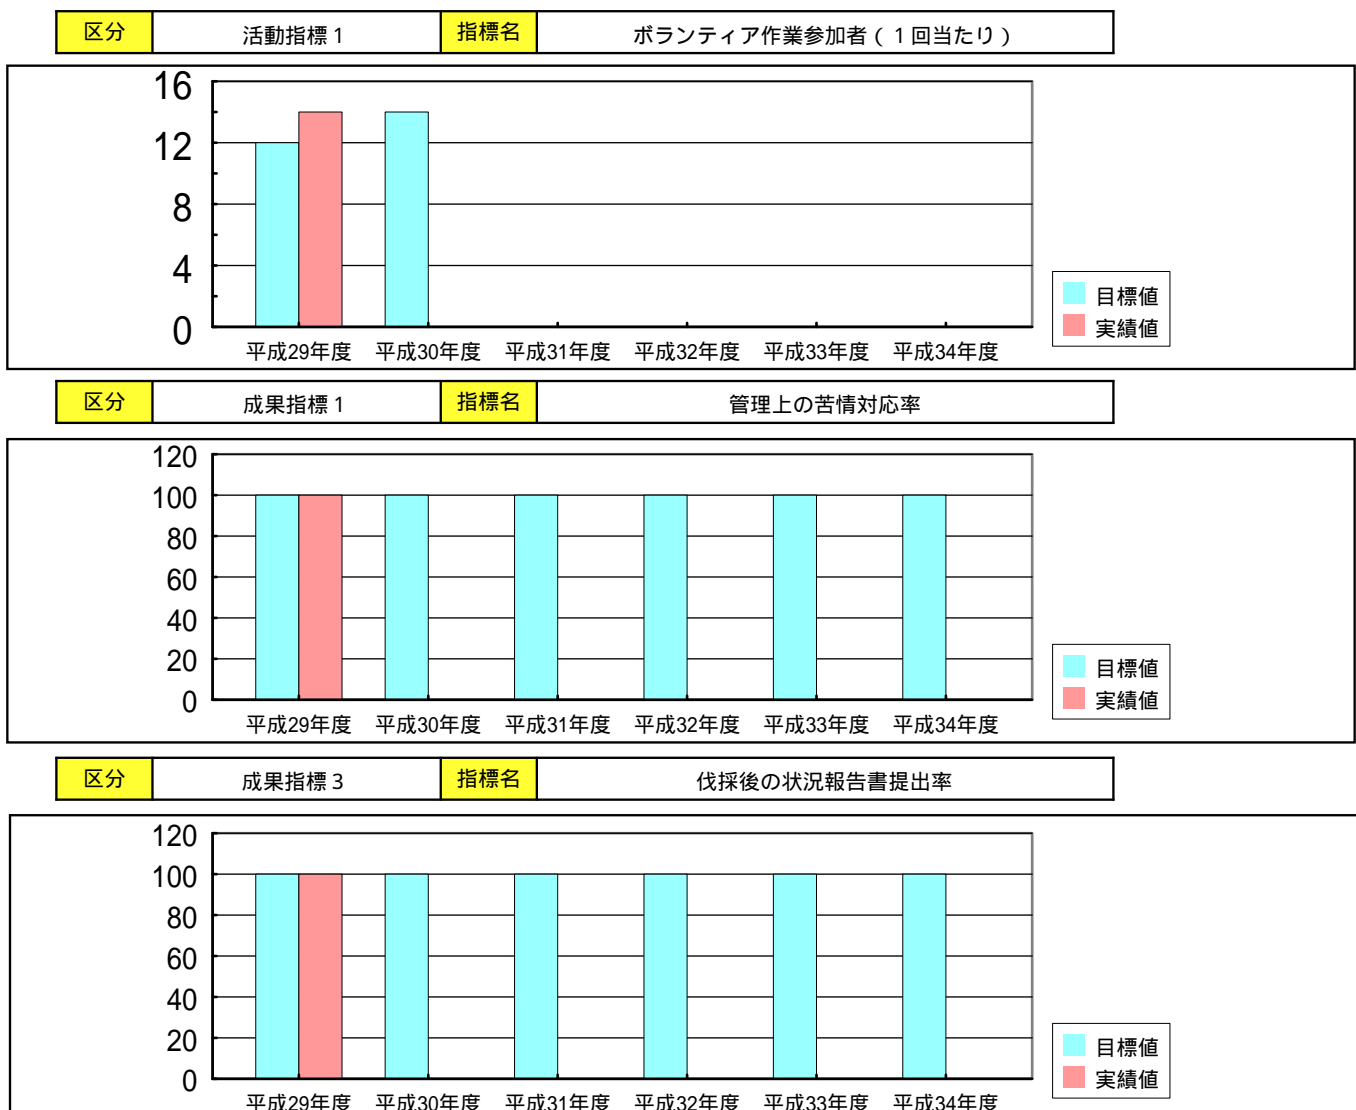 区分 活動指標１ 指標名 ボランティア作業参加者（１回当たり）
16
12
8
4
0
平成29年度 平成30年度 平成31年度 平成32年度 平成33年度 平成34年度
目標値
実績値
区分 成果指標１ 指標名 管理上の苦情対応率
120
100
80
60
40
20
0
平成29年度 平成30年度 平成31年度 平成32年度 平成33年度 平成34年度
目標値
実績値
区分 成果指標３ 指標名 伐採後の状況報告書提出率
120
100
80
60
40
20
0
平成29年度 平成30年度 平成31年度 平成32年度 平成33年度 平成34年度
目標値
実績値